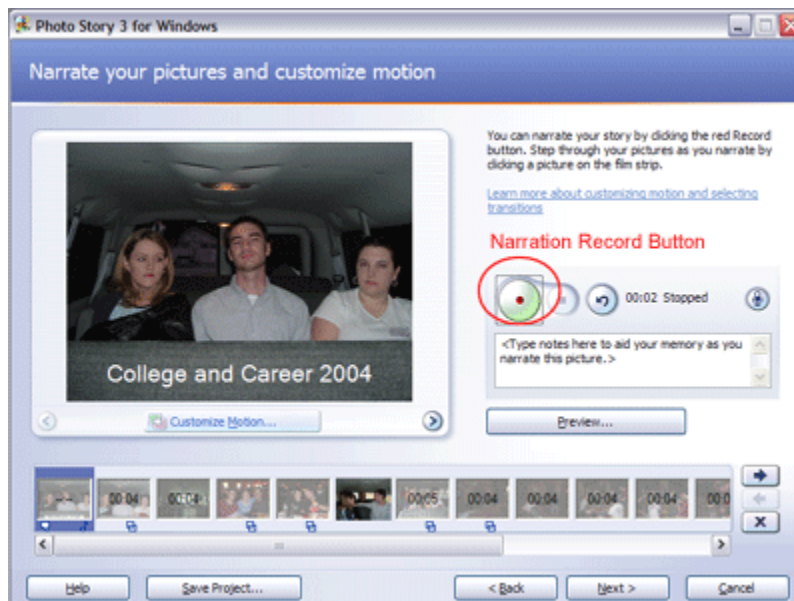 Photo Story 3 for Windows
Narrate your pictures and customize motion
You can narrate your story by clicking the red Record
button. Step through your pictures as you narrate by
clicking a picture on the film strip.
Learn more about customizing motion and selecting
transitions
Narration Record Button
00:02 Stopped
<Type notes here to aid your memory as you
narrate this picture.>
College and Career 2004
Customize Motion...
Preview...
00:04 00:04 00:05 00:04 00:04 00:04 00:04 00:0
Help Save Project... < Back Next > Cancel